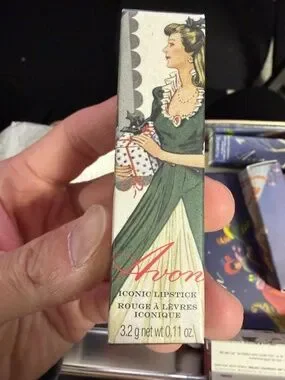 Avon
ICONIC LIPSTICK
ROUGE À LÈVRES
ICONIQUE
3.2 g net wt 0.11 oz.